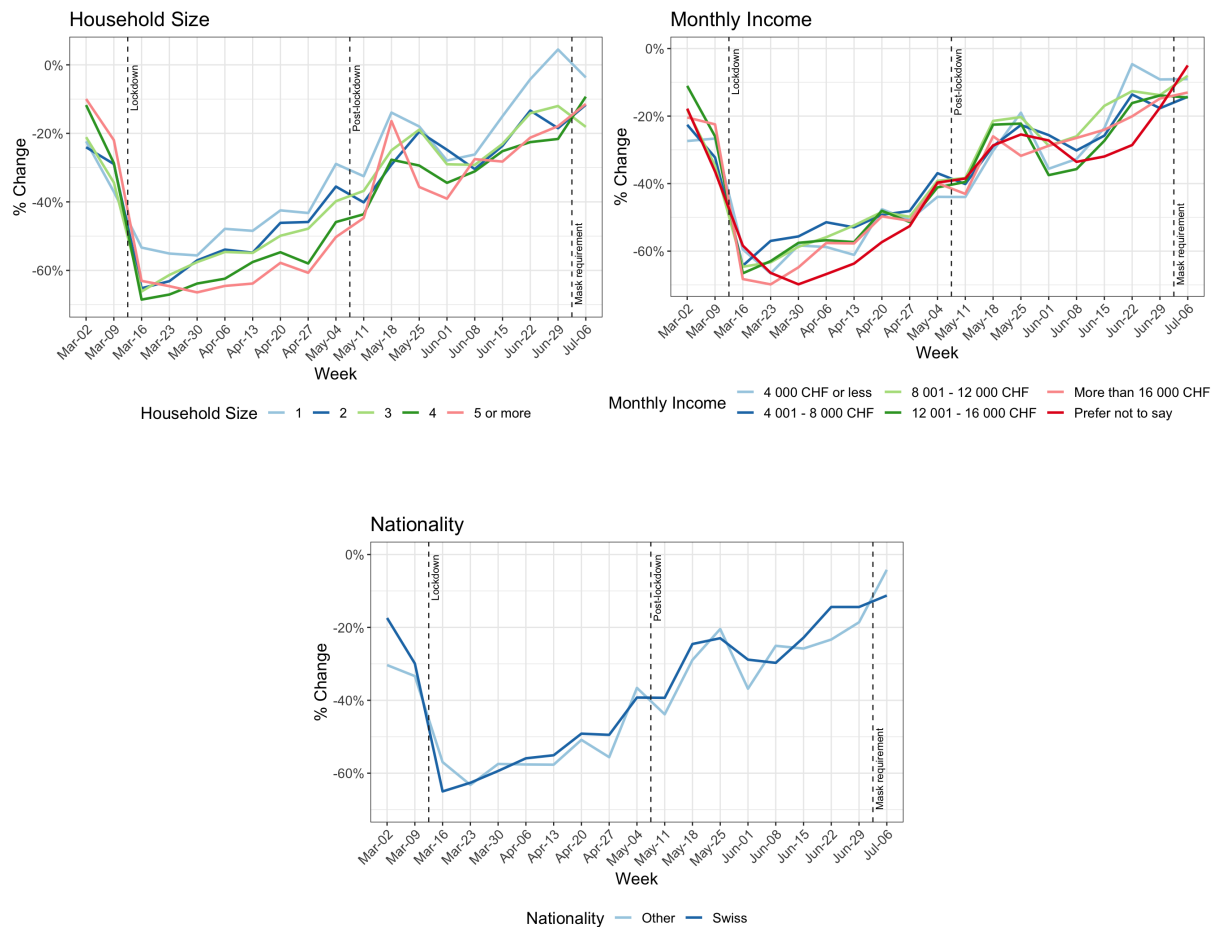 Household Size
0%
-20%
-40%
-60%
% Change
Lockdown
Post-lockdown
Mask requirement
Mar-02
Mar-09
Mar-16
Mar-23
Mar-30
Apr-06
Apr-13
Apr-20
Apr-27
May-04
May-11
May-18
May-25
Jun-01
Jun-08
Jun-15
Jun-22
Jun-29
Jul-06
Week
Household Size 1 2 3 4 5 or more
Monthly Income
0%
-20%
-40%
-60%
% Change
Lockdown
Post-lockdown
Mask requirement
Mar-02
Mar-09
Mar-16
Mar-23
Mar-30
Apr-06
Apr-13
Apr-20
Apr-27
May-04
May-11
May-18
May-25
Jun-01
Jun-08
Jun-15
Jun-22
Jun-29
Jul-06
Week
Monthly Income
4 000 CHF or less 8 001 - 12 000 CHF More than 16 000 CHF
4 001 - 8 000 CHF 12 001 - 16 000 CHF Prefer not to say
Nationality
0%
-20%
-40%
-60%
% Change
Lockdown
Post-lockdown
Mask requirement
Mar-02
Mar-09
Mar-16
Mar-23
Mar-30
Apr-06
Apr-13
Apr-20
Apr-27
May-04
May-11
May-18
May-25
Jun-01
Jun-08
Jun-15
Jun-22
Jun-29
Jul-06
Week
Nationality Other Swiss